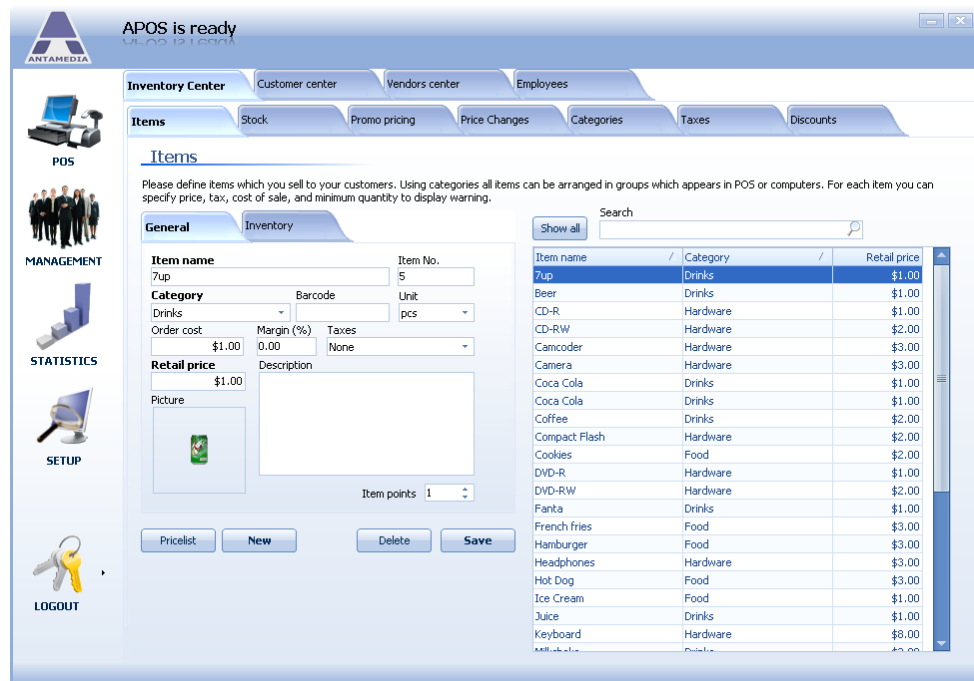 APOS is ready
ANTAMEDIA
Inventory Center Customer center Vendors center Employees
Items Stock Promo pricing Price Changes Categories Taxes Discounts
POS
MANAGEMENT
STATISTICS
SETUP
LOGOUT
Items
Please define items which you sell to your customers. Using categories all items can be arranged in groups which appears in POS or computers. For each item you can
specify price, tax, cost of sale, and minimum quantity to display warning.
General Inventory
Item name Item No.
7up 5
Category Barcode Unit
Drinks pcs
Order cost Margin (%) Taxes
$1.00 0.00 None
Retail price Description
$1.00
Picture
Item points 1
Pricelist New Delete Save
Search
Show all
Item name / Category / Retail price
7up Drinks $1.00
Beer Drinks $1.00
CD-R Hardware $1.00
CD-RW Hardware $2.00
Camcoder Hardware $3.00
Camera Hardware $3.00
Coca Cola Drinks $1.00
Coca Cola Drinks $1.00
Coffee Drinks $2.00
Compact Flash Hardware $2.00
Cookies Food $2.00
DVD-R Hardware $1.00
DVD-RW Hardware $2.00
Fanta Drinks $1.00
French fries Food $3.00
Hamburger Food $3.00
Headphones Hardware $3.00
Hot Dog Food $3.00
Ice Cream Food $1.00
Juice Drinks $1.00
Keyboard Hardware $8.00